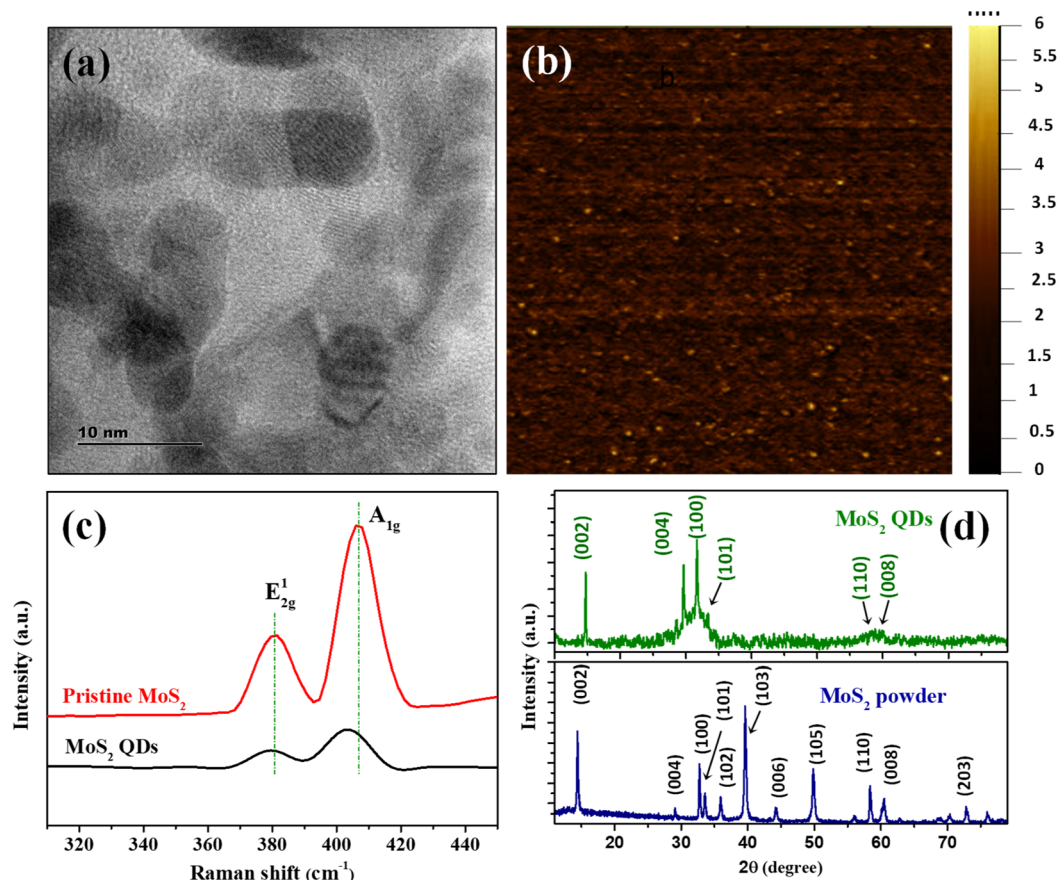 (a)
10 nm
(b)
b
6
5.5
5
4.5
4
3.5
3
2.5
2
1.5
1
0.5
0
(c)
A1g
E¹2g
Pristine MoS2
MoS2 QDs
Intensity (a.u.)
320 340 360 380 400 420 440
Raman shift (cm-1)
(d)
MoS2 QDs
(002)
(004)
(100)
(101)
(110)
(008)
MoS2 powder
(002)
(004)
(100)
(101)
(102)
(103)
(006)
(105)
(110)
(008)
(203)
Intensity (a.u.)
20 30 40 50 60 70
2θ (degree)